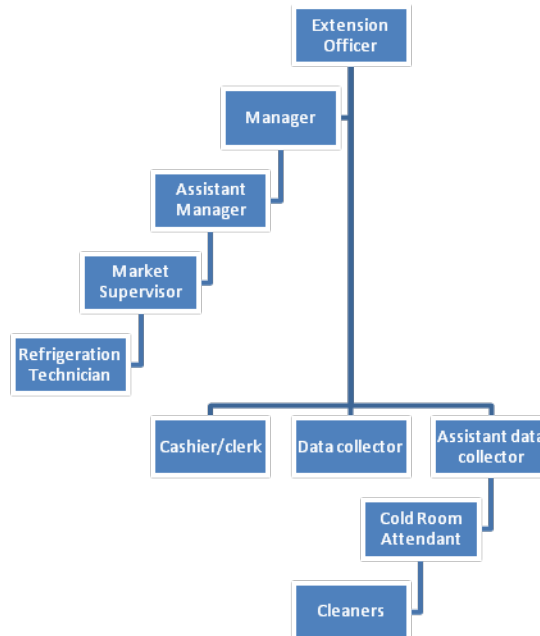 Extension
Officer
Manager
Assistant
Manager
Market
Supervisor
Refrigeration
Technician
Cashier/clerk
Data collector
Assistant data
collector
Cold Room
Attendant
Cleaners